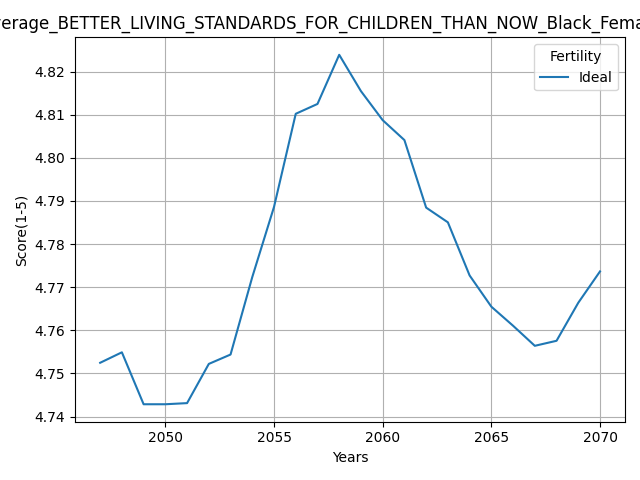 erage_BETTER_LIVING_STANDARDS_FOR_CHILDREN_THAN_NOW_Black_Fema
Fertility
Ideal
4.82
4.81
4.80
4.79
4.78
4.77
4.76
4.75
4.74
Score(1-5)
2050 2055 2060 2065 2070
Years